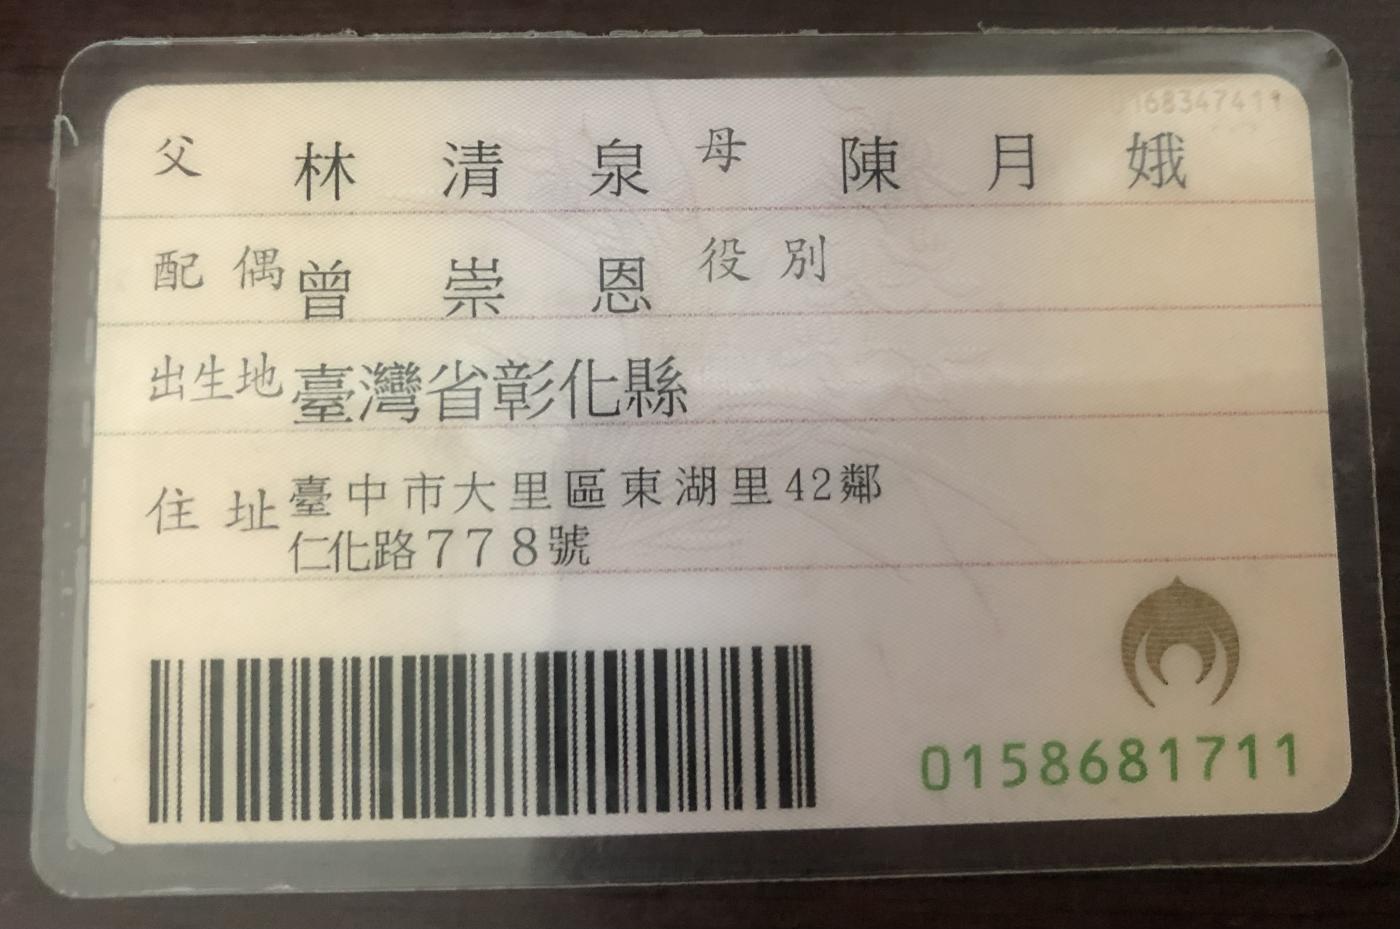 父 林清泉 母 陳月娥
配偶 曾崇恩 役別
出生地 臺灣省彰化縣
住址 臺中市大里區東湖里42鄰
仁化路778號
0158681711